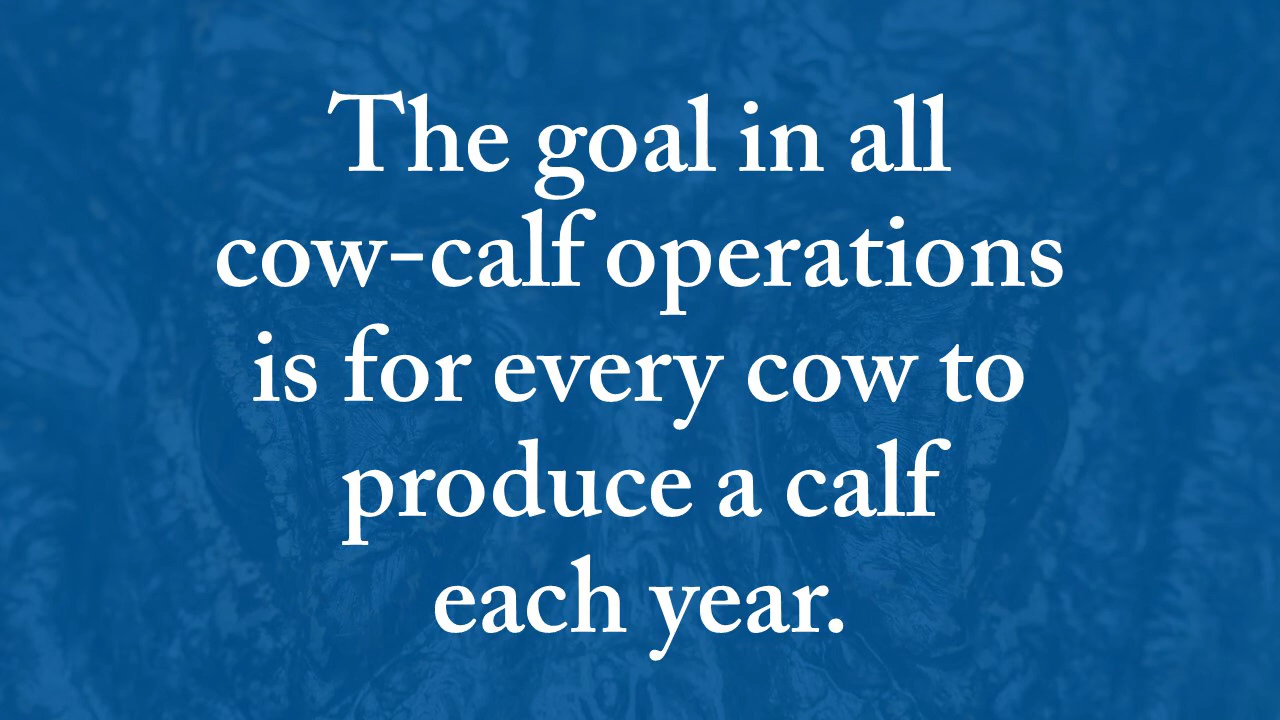 The goal in all
cow-calf operations
is for every cow to
produce a calf
each year.